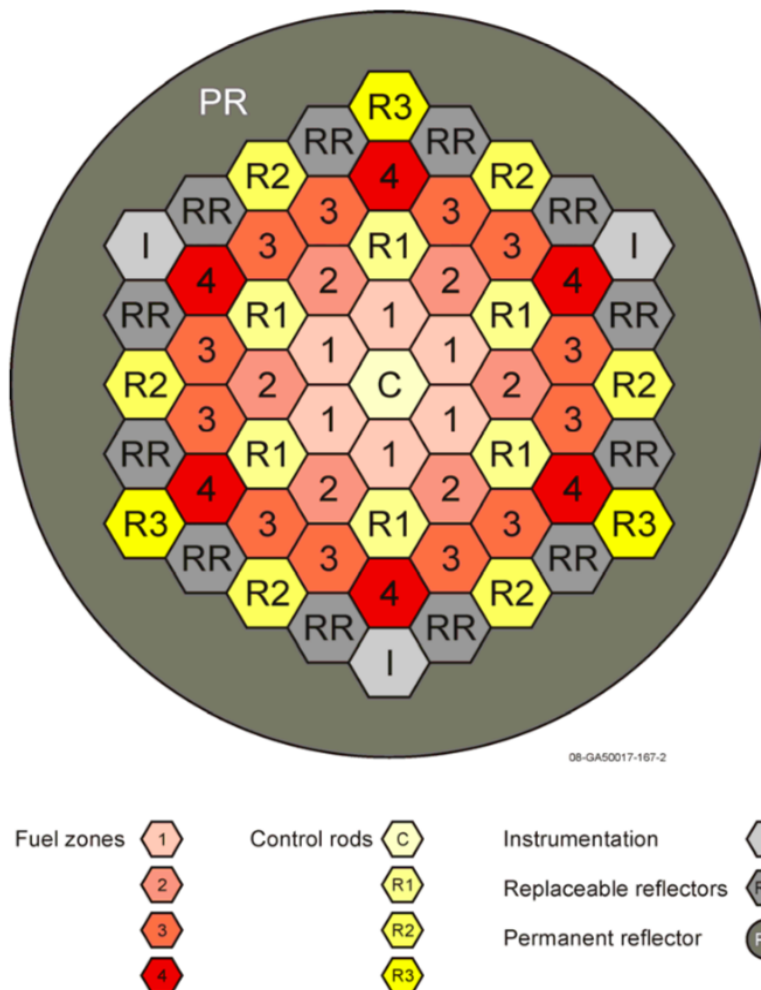 PR R3
RR RR
R2 4 R2
RR 3 3 RR
I 3 R1 3 I
4 2 2 4
RR R1 1 R1 RR
3 1 1 3
R2 2 C 2 R2
3 1 1 3
RR R1 1 R1 RR
4 2 2 4
R3 3 R1 3 R3
RR 3 3 RR
R2 4 R2
RR RR
I
08-GA50017-167-2
Fuel zones 1 Control rods C Instrumentation
2 R1 Replaceable reflectors
3 R2 Permanent reflector
4 R3